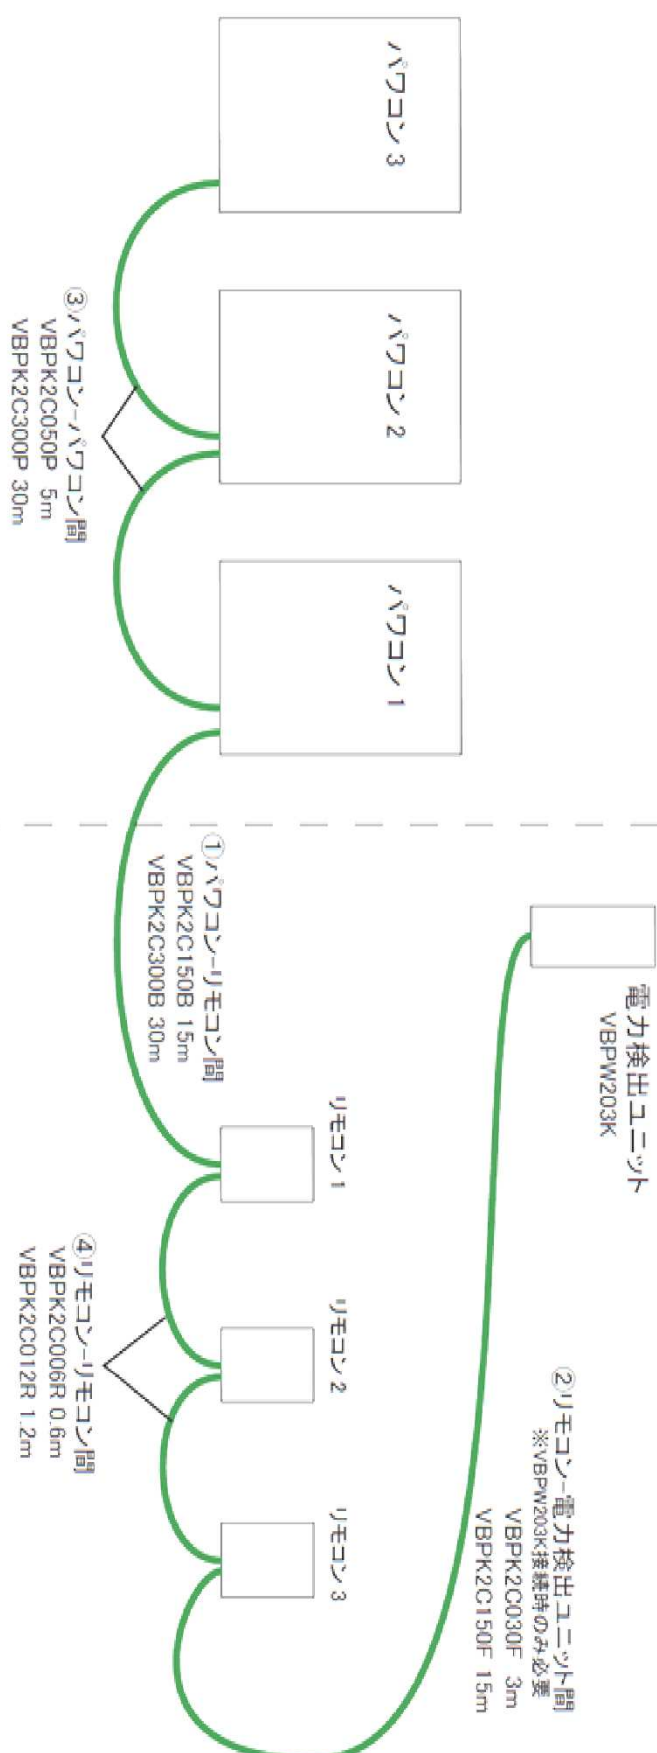 パワコン 3
パワコン 2
パワコン 1
③パワコン-パワコン間
VBPK2C050P 5m
VBPK2C300P 30m
①パワコン-リモコン間
VBPK2C150B 15m
VBPK2C300B 30m
電力検出ユニット
VBPW203K
リモコン 1
リモコン 2
リモコン 3
④リモコン-リモコン間
VBPK2C006R 0.6m
VBPK2C012R 1.2m
②リモコン-電力検出ユニット間
※VBPW203K接続時のみ必要
VBPK2C030F 3m
VBPK2C150F 15m